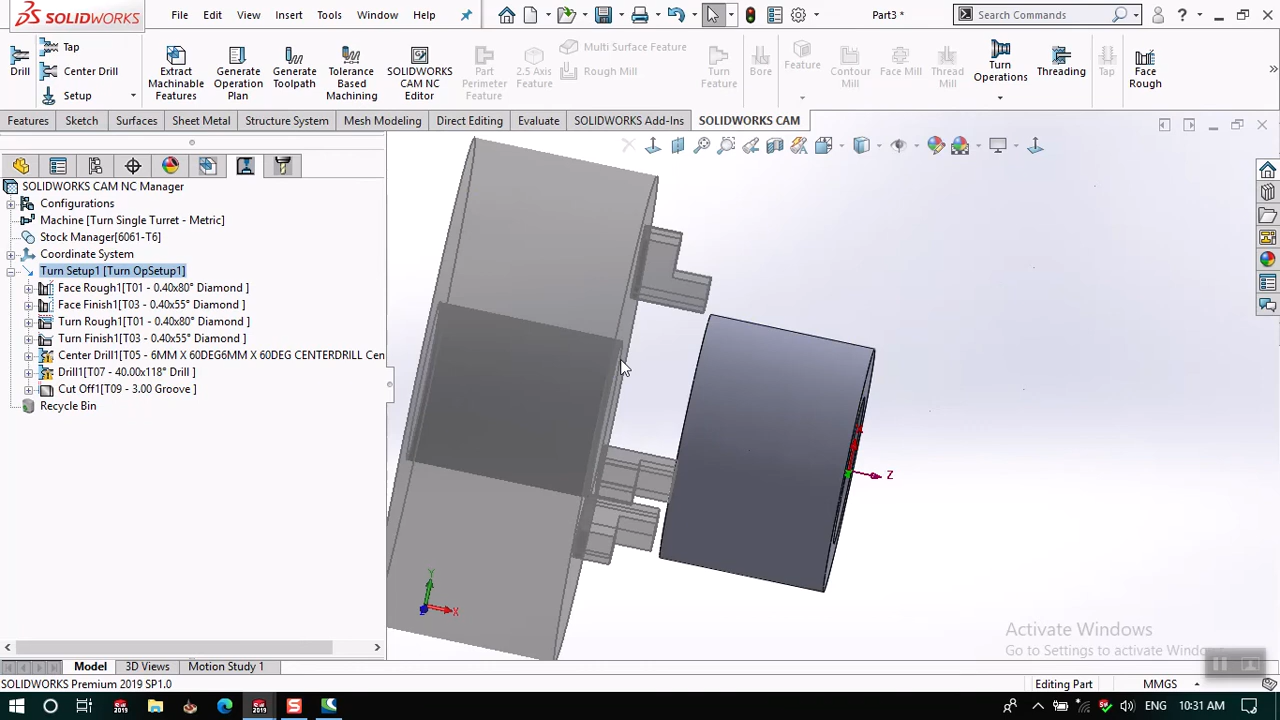 SOLIDWORKS File Edit View Insert Tools Window Help Part3 * Search Commands ?
Tap
Center Drill
Setup
Drill
Extract Machinable Features
Generate Operation Plan
Generate Toolpath
Tolerance Based Machining
SOLIDWORKS CAM NC Editor
Part Perimeter Feature
2.5 Axis Feature
Multi Surface Feature
Rough Mill
Turn Feature
Bore
Feature
Contour Mill
Face Mill
Thread Mill
Turn Operations
Threading
Tap
Face Rough
Features Sketch Surfaces Sheet Metal Structure System Mesh Modeling Direct Editing Evaluate SOLIDWORKS Add-Ins SOLIDWORKS CAM
SOLIDWORKS CAM NC Manager
Configurations
Machine [Turn Single Turret - Metric]
Stock Manager[6061-T6]
Coordinate System
Turn Setup1 [Turn OpSetup1]
Face Rough1[T01 - 0.40x80° Diamond ]
Face Finish1[T03 - 0.40x55° Diamond ]
Turn Rough1[T01 - 0.40x80° Diamond ]
Turn Finish1[T03 - 0.40x55° Diamond ]
Center Drill1[T05 - 6MM X 60DEG6MM X 60DEG CENTERDRILL Cen
Drill1[T07 - 40.00x118° Drill ]
Cut Off1[T09 - 3.00 Groove ]
Recycle Bin
Z
Y
X
Activate Windows
Go to Settings to activate Windows
Model 3D Views Motion Study 1
SOLIDWORKS Premium 2019 SP1.0 Editing Part MMGS
ENG 10:31 AM